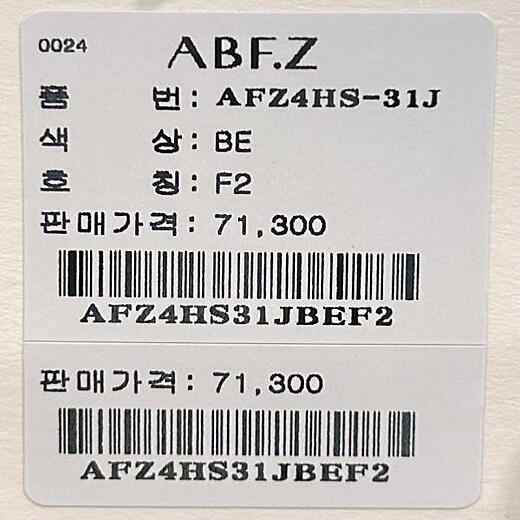 0024
ABF.Z
품 번: AFZ4HS-31J
색 상: BE
호 칭: F2
판매가격: 71,300
AFZ4HS31JBEF2
판매가격: 71,300
AFZ4HS31JBEF2